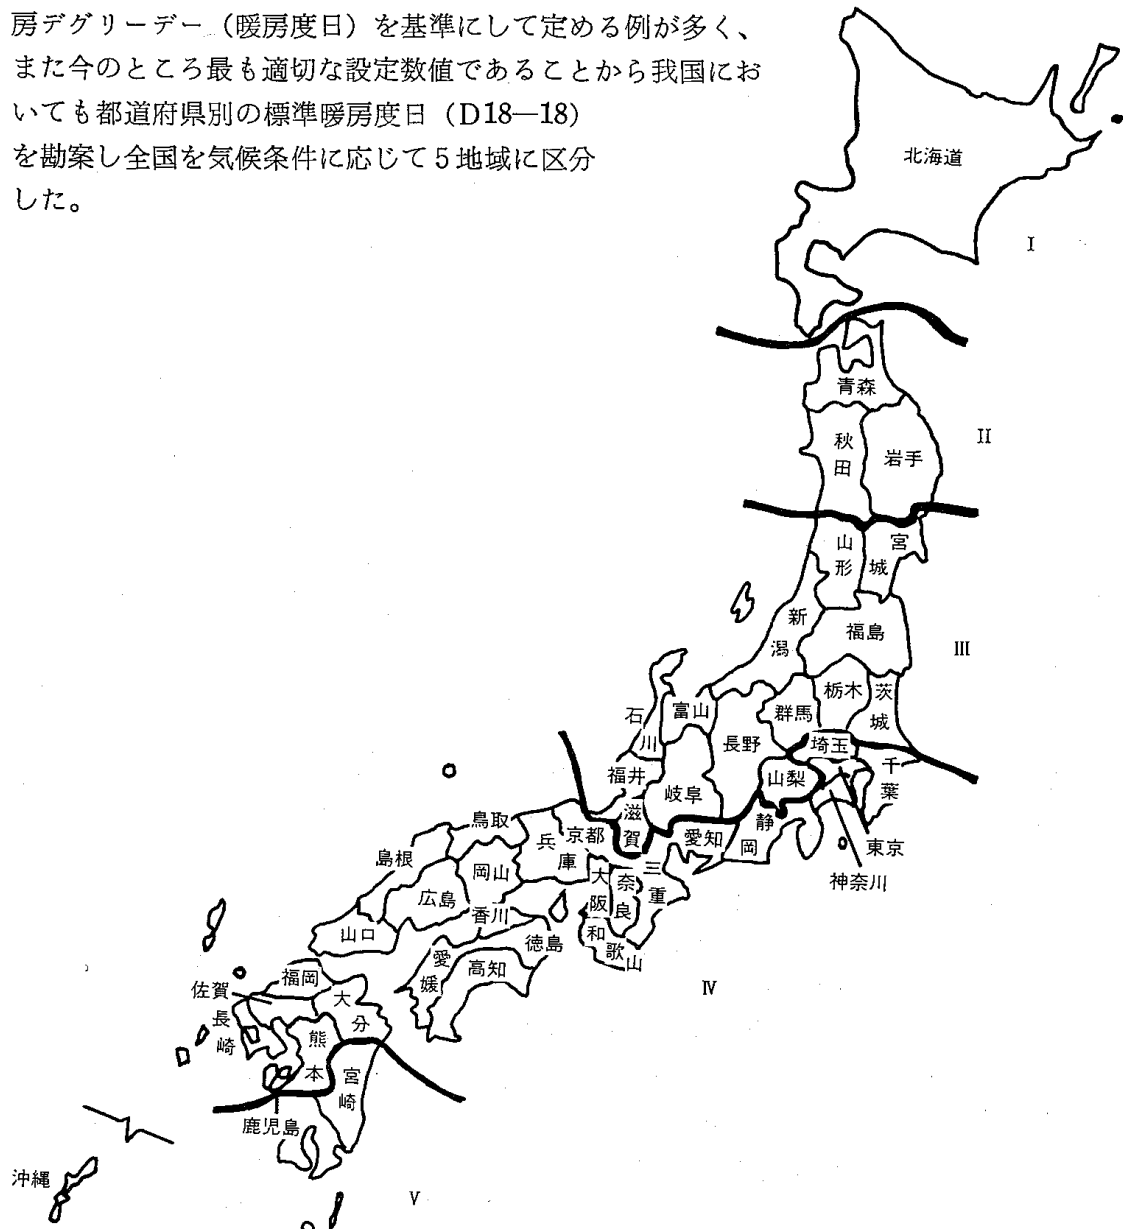 房デグリーデー（暖房度日）を基準にして定める例が多く、
また今のところ最も適切な設定数値であることから我国にお
いても都道府県別の標準暖房度日（D18—18）
を勘案し全国を気候条件に応じて5地域に区分
した。
北海道
I
青森
秋田
岩手
II
山形
宮城
新潟
福島
III
栃木
茨城
群馬
富山
石川
長野
埼玉
千葉
福井
岐阜
山梨
滋賀
静岡
愛知
東京
神奈川
鳥取
兵庫
京都
三重
島根
岡山
大阪
奈良
広島
香川
和歌山
山口
徳島
愛媛
高知
IV
福岡
佐賀
大分
長崎
熊本
宮崎
鹿児島
沖縄
V